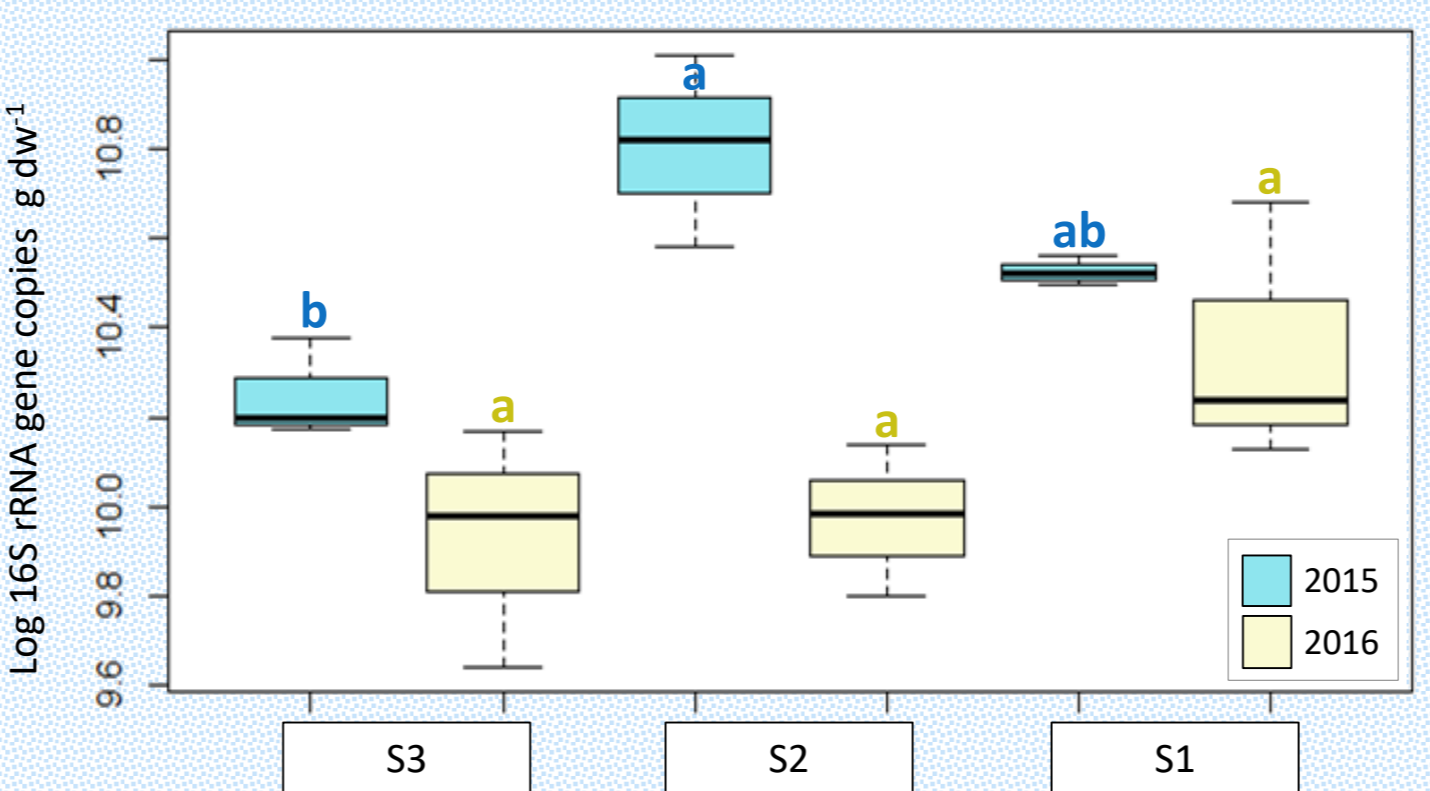 Log 16S rRNA gene copies g dw⁻¹
10.8
10.4
10.0
9.8
9.6
a
a
ab
b
a
a
2015
2016
S3
S2
S1